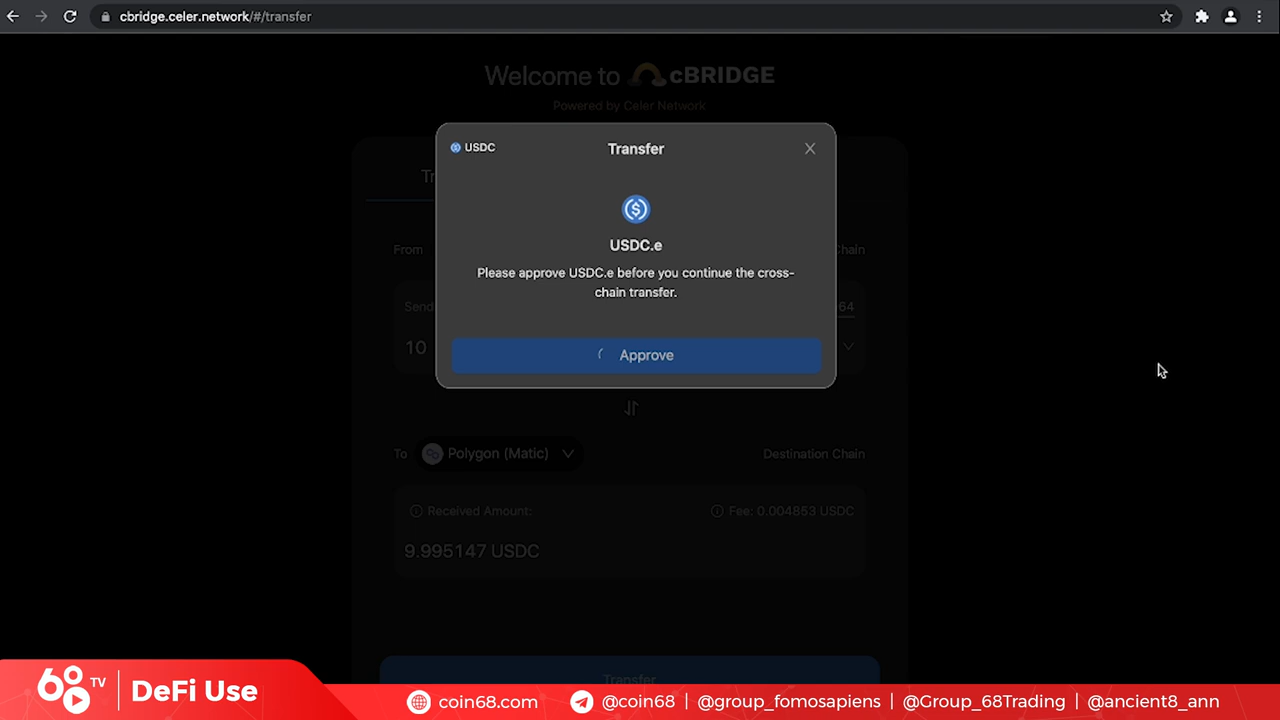 cbridge.celer.network/#/transfer
Welcome to cBRIDGE
Powered by Celer Network
USDC
Transfer
Tr
USDC.e
From
Chain
Please approve USDC.e before you continue the cross-
chain transfer.
Send
64
10
Approve
To Polygon (Matic) Destination Chain
Received Amount: Fee: 0.004853 USDC
9.995147 USDC
Transfer
68 TV DeFi Use
coin68.com @coin68 | @group_fomosapiens | @Group_68Trading | @ancient8_ann